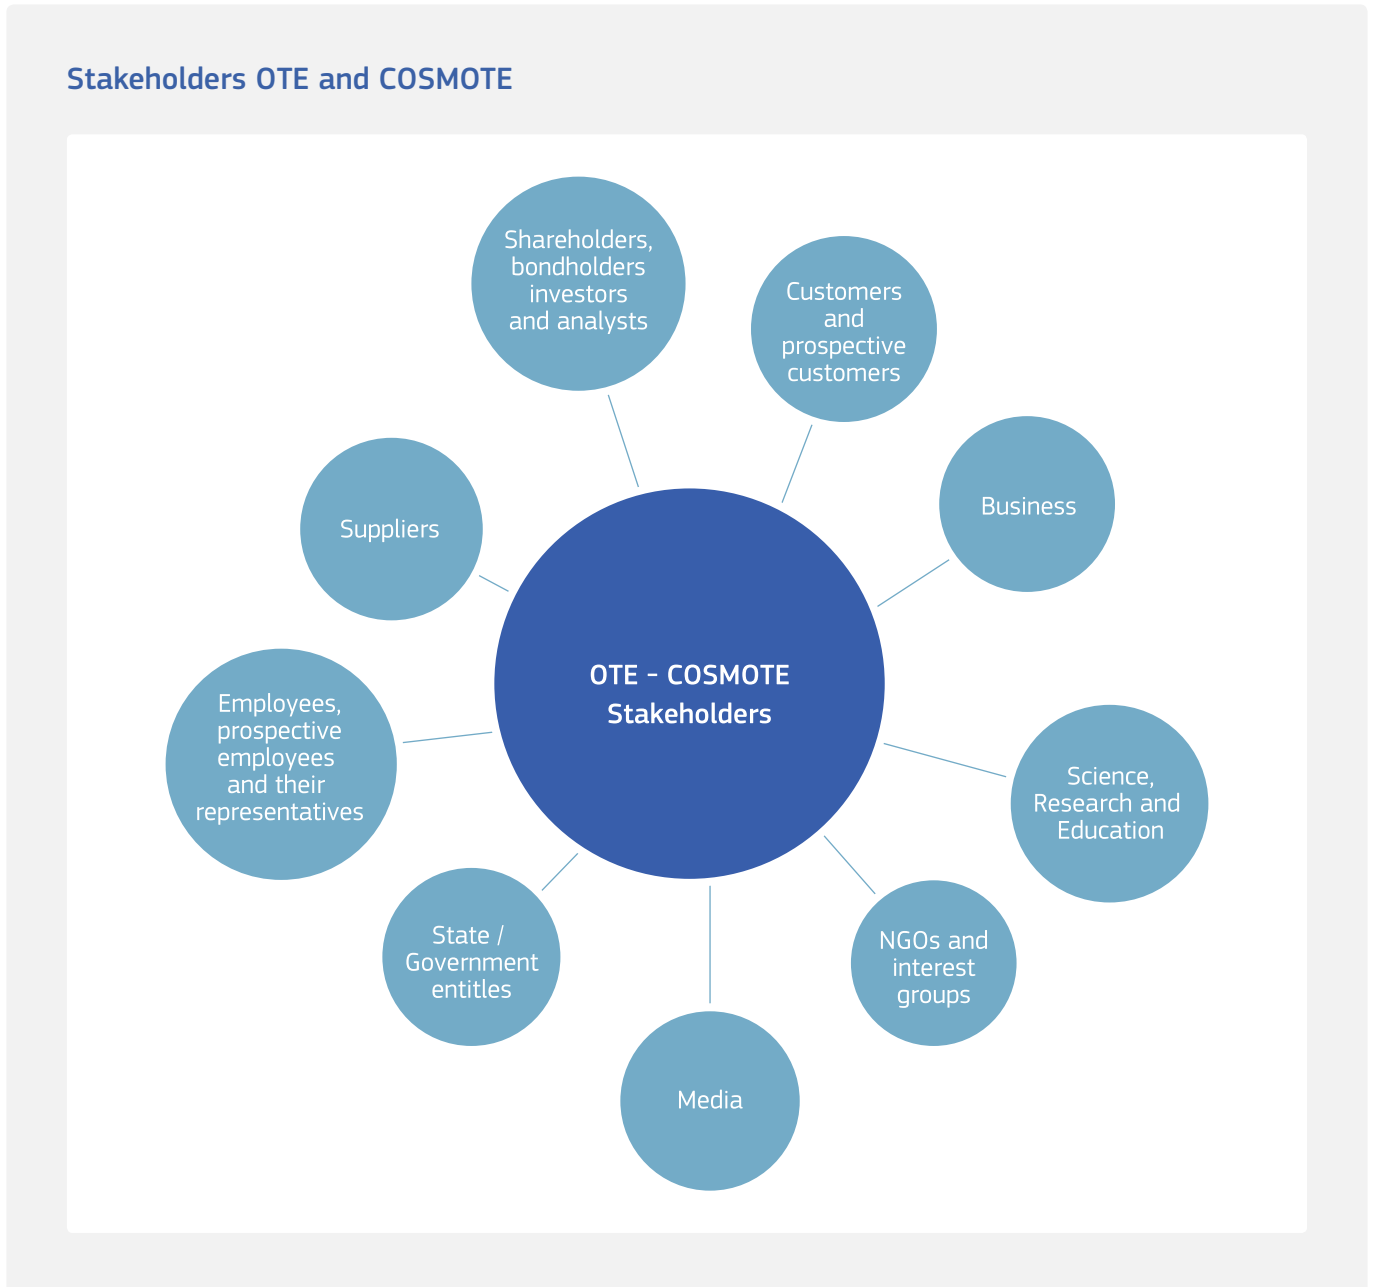 Stakeholders OTE and COSMOTE
Shareholders,
bondholders
investors
and analysts
Customers
and
prospective
customers
Business
Suppliers
OTE - COSMOTE
Stakeholders
Employees,
prospective
employees
and their
representatives
Science,
Research and
Education
State /
Government
entitles
NGOs and
interest
groups
Media